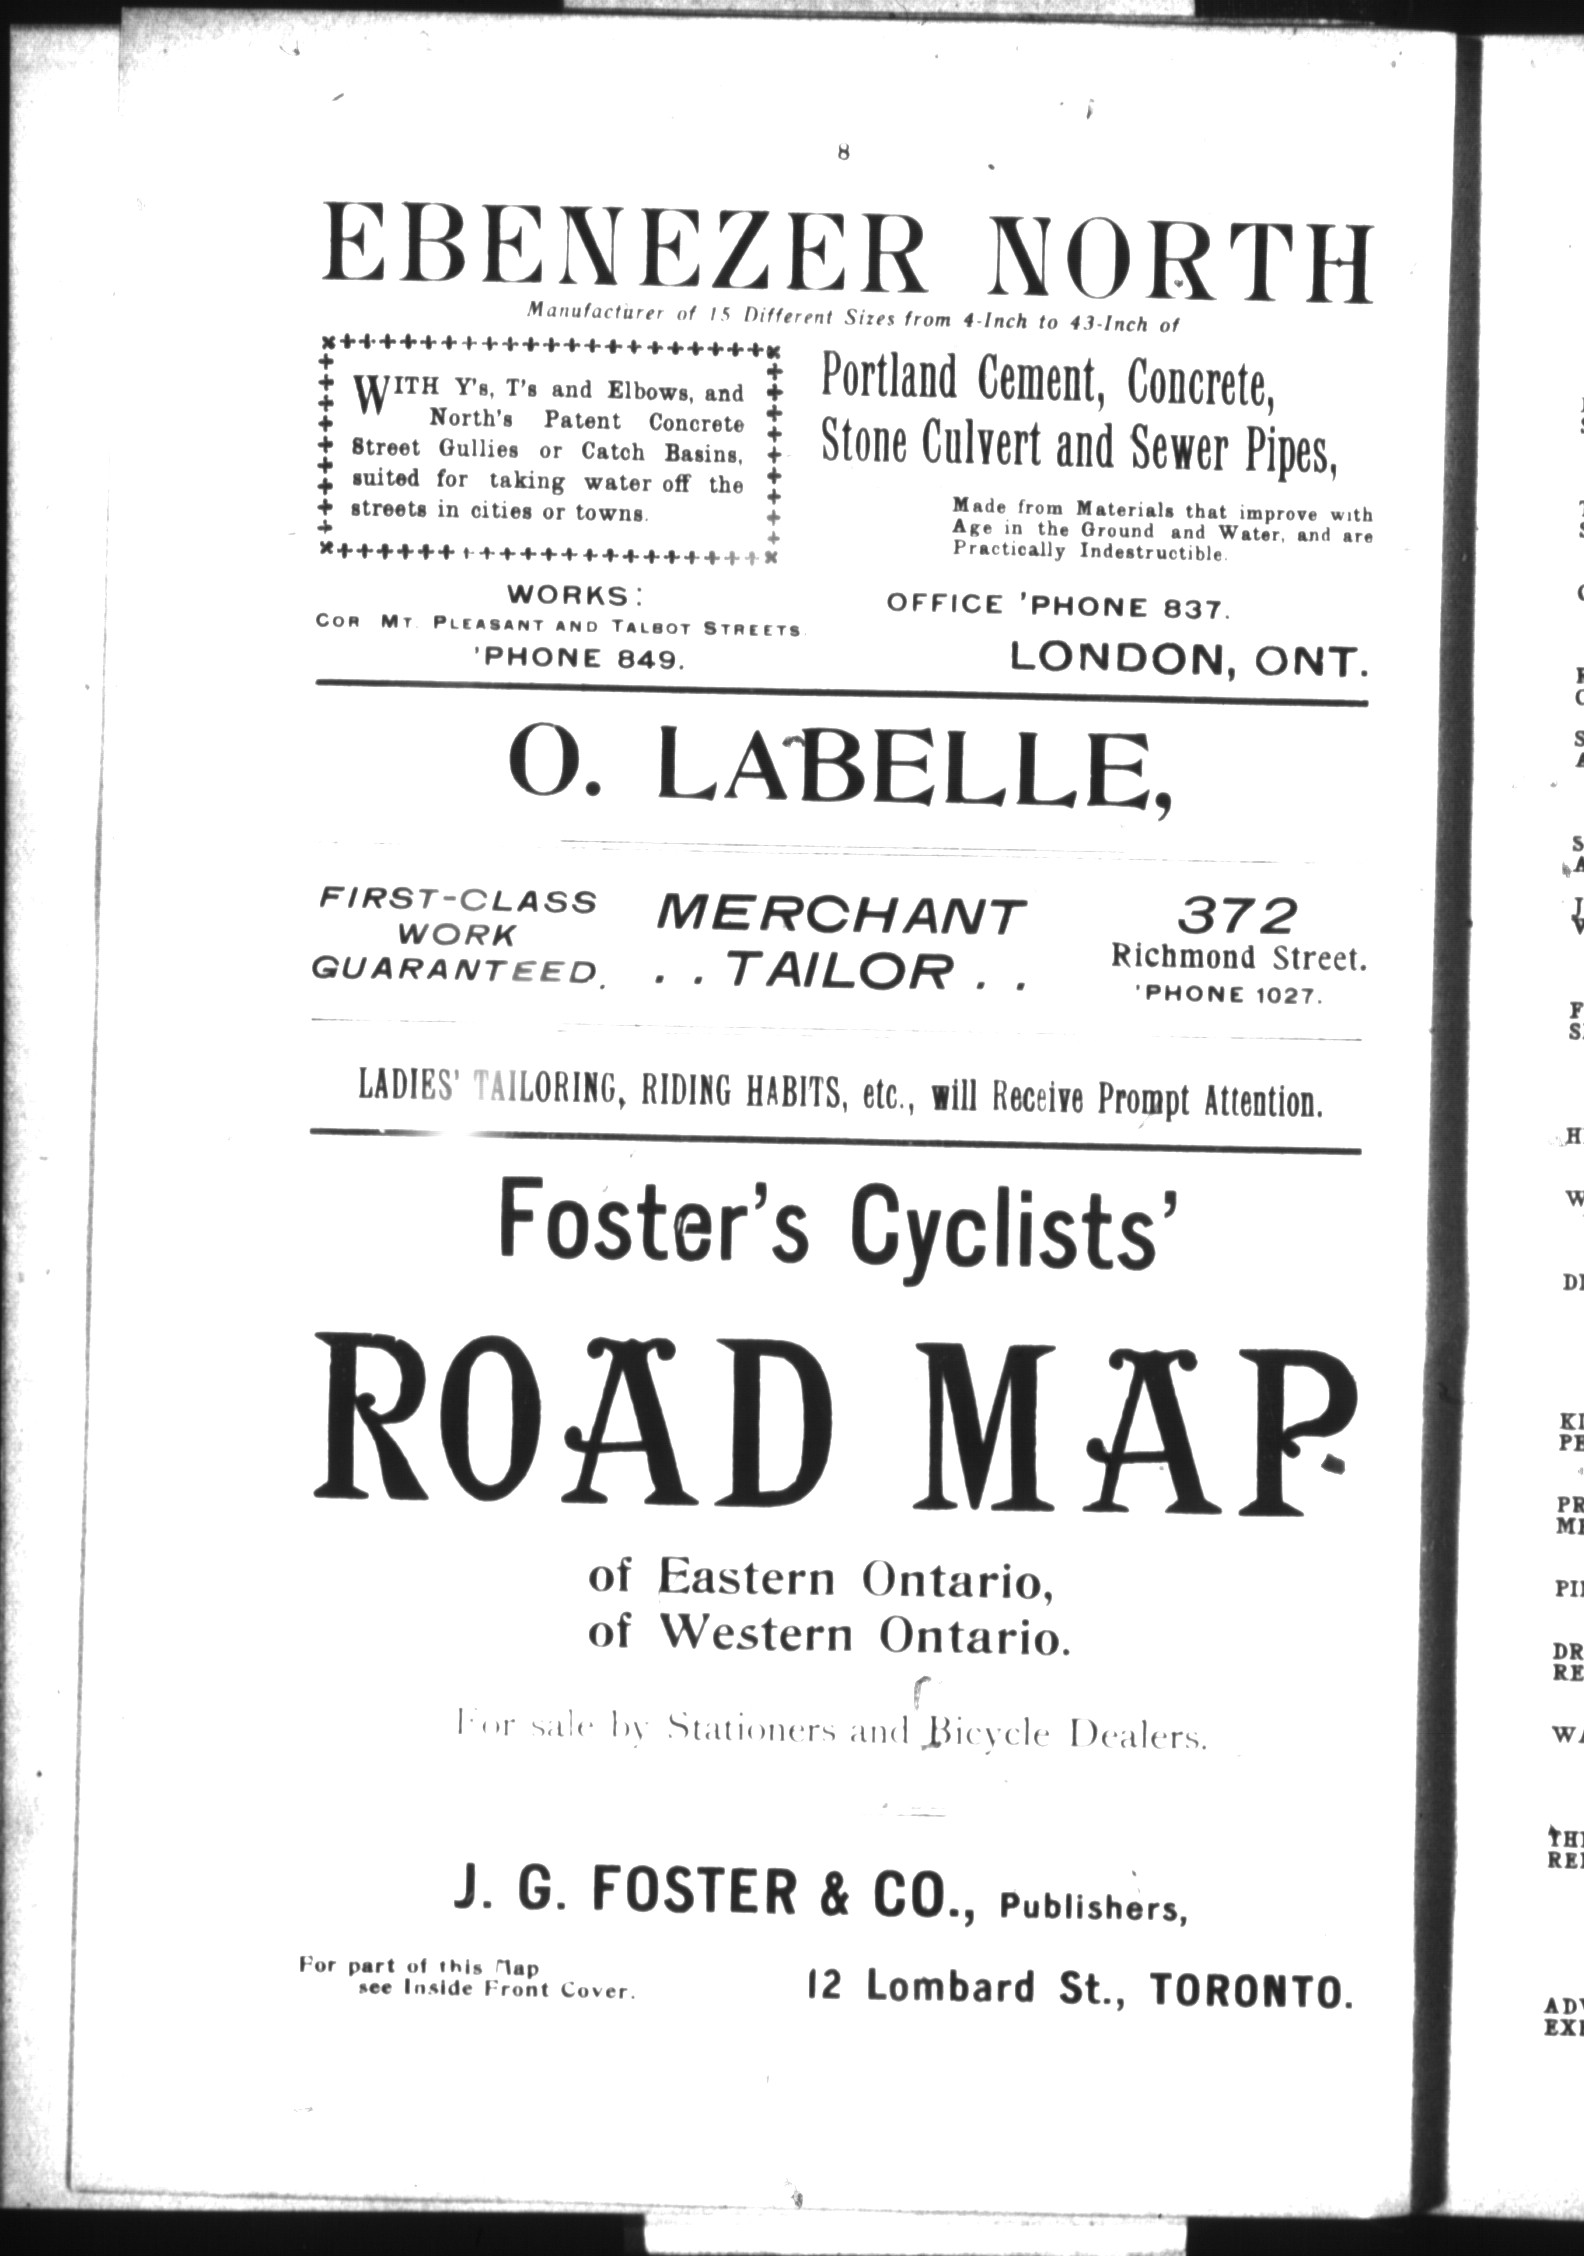 8
EBENEZER NORTH
Manufacturer of 15 Different Sizes from 4-Inch to 43-Inch of
WITH Y's, T's and Elbows, and
North's Patent Concrete
Street Gullies or Catch Basins,
suited for taking water off the
streets in cities or towns.
Portland Cement, Concrete,
Stone Culvert and Sewer Pipes,
Made from Materials that improve with
Age in the Ground and Water, and are
Practically Indestructible.
WORKS:
COR MT. PLEASANT AND TALBOT STREETS
'PHONE 849.
OFFICE 'PHONE 837.
LONDON, ONT.
O. LABELLE,
FIRST-CLASS
WORK
GUARANTEED.
MERCHANT
. . TAILOR . .
372
Richmond Street.
'PHONE 1027.
LADIES' TAILORING, RIDING HABITS, etc., will Receive Prompt Attention.
Foster's Cyclists'
ROAD MAP
of Eastern Ontario,
of Western Ontario.
For sale by Stationers and Bicycle Dealers.
J. G. FOSTER & CO., Publishers,
For part of this Map
see Inside Front Cover.
12 Lombard St., TORONTO.